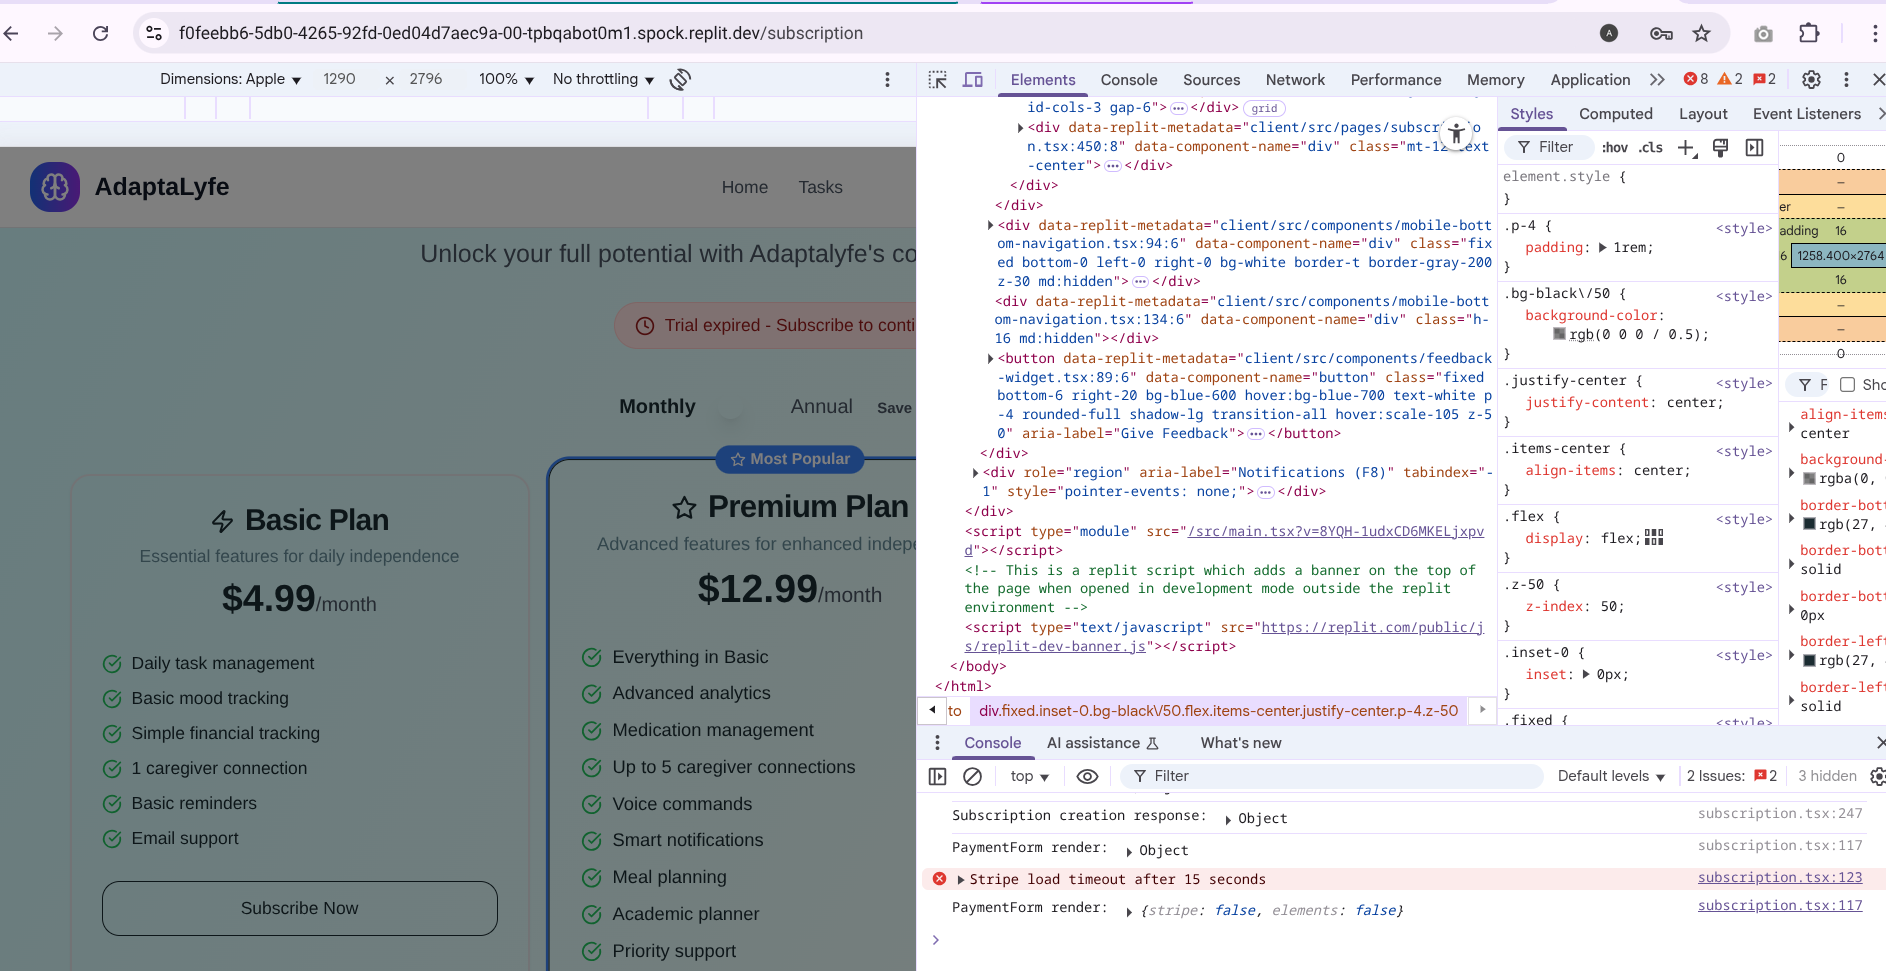 f0feebb6-5db0-4265-92fd-0ed04d7aec9a-00-tpbqabot0m1.spock.replit.dev/subscription
A
Dimensions: Apple 1290 × 2796 100% No throttling
Elements Console Sources Network Performance Memory Application 8 2 2
AdaptaLyfe
Home Tasks
Unlock your full potential with Adaptalyfe's co
Trial expired - Subscribe to conti
Monthly Annual Save
Most Popular
Basic Plan
Essential features for daily independence
$4.99/month
Daily task management
Basic mood tracking
Simple financial tracking
1 caregiver connection
Basic reminders
Email support
Subscribe Now
Premium Plan
Advanced features for enhanced indepe
$12.99/month
Everything in Basic
Advanced analytics
Medication management
Up to 5 caregiver connections
Voice commands
Smart notifications
Meal planning
Academic planner
Priority support
id-cols-3 gap-6"> </div> grid
<div data-replit-metadata="client/src/pages/subscr
n.tsx:450:8" data-component-name="div" class="mt-12
-center"> </div>
</div>
</div>
<div data-replit-metadata="client/src/components/mobile-bott
om-navigation.tsx:94:6" data-component-name="div" class="fix
ed bottom-0 left-0 right-0 bg-white border-t border-gray-200
z-30 md:hidden"> </div>
<div data-replit-metadata="client/src/components/mobile-bott
om-navigation.tsx:134:6" data-component-name="div" class="h-
16 md:hidden"></div>
<button data-replit-metadata="client/src/components/feedback
-widget.tsx:89:6" data-component-name="button" class="fixed
bottom-6 right-20 bg-blue-600 hover:bg-blue-700 text-white p
-4 rounded-full shadow-lg transition-all hover:scale-105 z-5
0" aria-label="Give Feedback"> </button>
</div>
<div role="region" aria-label="Notifications (F8)" tabindex="-
1" style="pointer-events: none;"> </div>
</div>
<script type="module" src="/src/main.tsx?v=8YQH-1udxCD6MKELjxpv
d"></script>
<!-- This is a replit script which adds a banner on the top of
the page when opened in development mode outside the replit
environment -->
<script type="text/javascript" src="https://replit.com/public/j
s/replit-dev-banner.js"></script>
</body>
</html>
to div.fixed.inset-0.bg-black\/50.flex.items-center.justify-center.p-4.z-50
Styles Computed Layout Event Listeners
Filter :hov .cls
element.style {
}
.p-4 { <style>
padding: 1rem;
}
.bg-black\/50 { <style>
background-color:
rgb(0 0 0 / 0.5);
}
.justify-center { <style>
justify-content: center;
}
.items-center { <style>
align-items: center;
}
.flex { <style>
display: flex;
}
.z-50 { <style>
z-index: 50;
}
.inset-0 { <style>
inset: 0px;
}
.fixed { <style>
0
–
er –
adding 16
6 1258.400×2764
16
–
–
0
F Sho
align-items
center
background-
rgba(0,
border-bott
rgb(27,
border-bott
solid
border-bott
0px
border-left
rgb(27,
border-left
solid
Console AI assistance What's new
top Filter Default levels 2 Issues: 2 3 hidden
Subscription creation response: Object subscription.tsx:247
PaymentForm render: Object subscription.tsx:117
Stripe load timeout after 15 seconds subscription.tsx:123
PaymentForm render: {stripe: false, elements: false} subscription.tsx:117